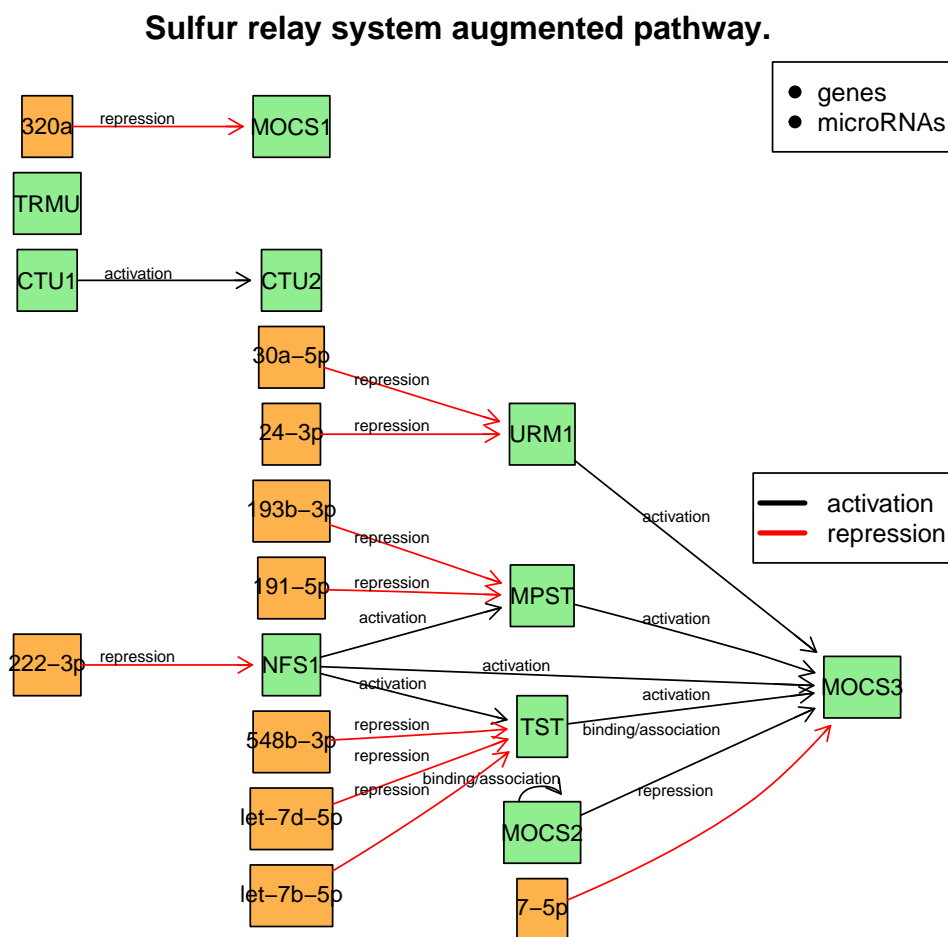 Sulfur relay system augmented pathway.
genes
microRNAs
320a
repression
MOCS1
TRMU
CTU1
activation
CTU2
30a−5p
repression
24−3p
repression
URM1
193b−3p
repression
activation
activation
repression
191−5p
repression
MPST
activation
activation
222−3p
repression
NFS1
activation
activation
MOCS3
activation
548b−3p
repression
TST
binding/association
repression
binding/association
repression
repression
let−7d−5p
MOCS2
let−7b−5p
7−5p